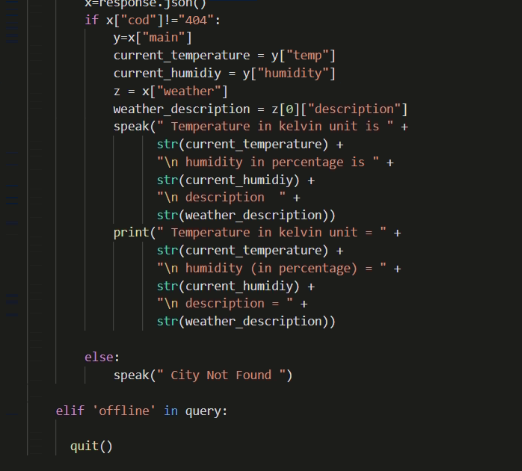 x=response.json()
if x["cod"]!="404":
y=x["main"]
current_temperature = y["temp"]
current_humidiy = y["humidity"]
z = x["weather"]
weather_description = z[0]["description"]
speak(" Temperature in kelvin unit is " +
str(current_temperature) +
"\n humidity in percentage is " +
str(current_humidiy) +
"\n description  " +
str(weather_description))
print(" Temperature in kelvin unit = " +
str(current_temperature) +
"\n humidity (in percentage) = " +
str(current_humidiy) +
"\n description = " +
str(weather_description))
else:
speak(" City Not Found ")
elif 'offline' in query:
quit()